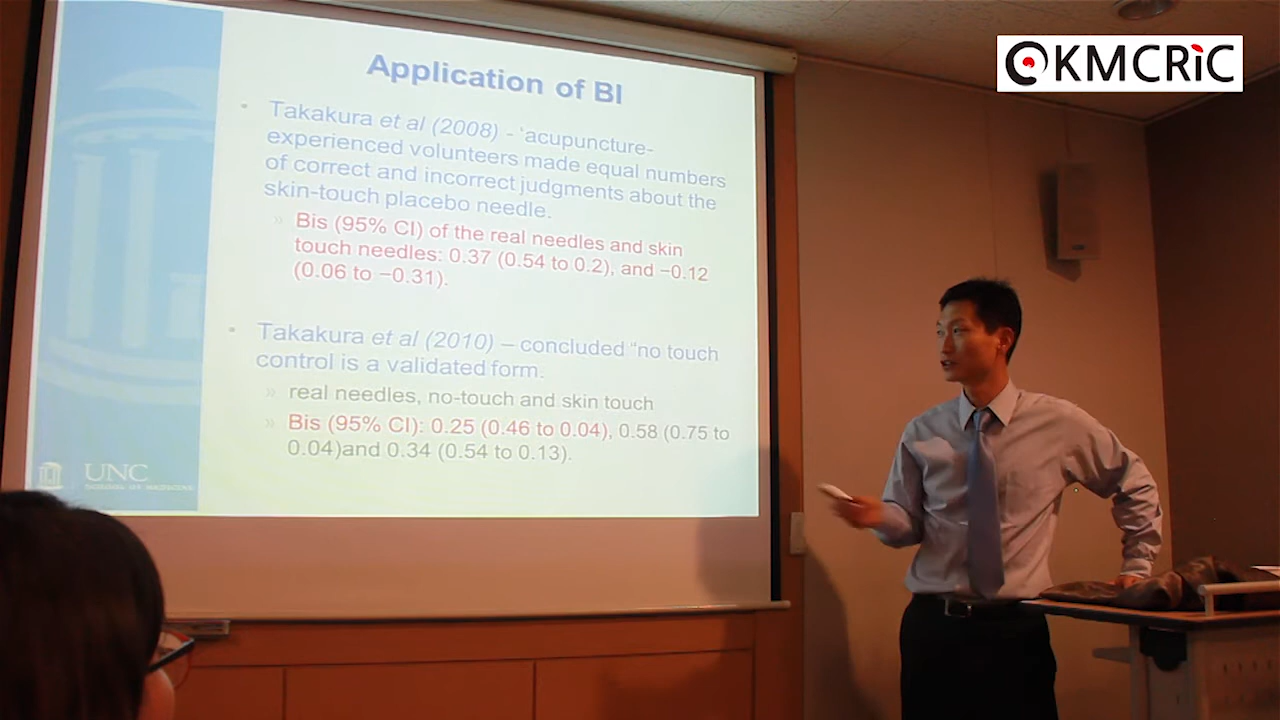 KMCRiC
Application of BI
• Takakura et al (2008) - 'acupuncture-
experienced volunteers made equal numbers
of correct and incorrect judgments about the
skin-touch placebo needle.
» Bis (95% CI) of the real needles and skin
touch needles: 0.37 (0.54 to 0.2), and −0.12
(0.06 to −0.31).
• Takakura et al (2010) – concluded “no touch
control is a validated form.
» real needles, no-touch and skin touch
» Bis (95% CI): 0.25 (0.46 to 0.04), 0.58 (0.75 to
0.04)and 0.34 (0.54 to 0.13).
UNC
SCHOOL OF MEDICINE